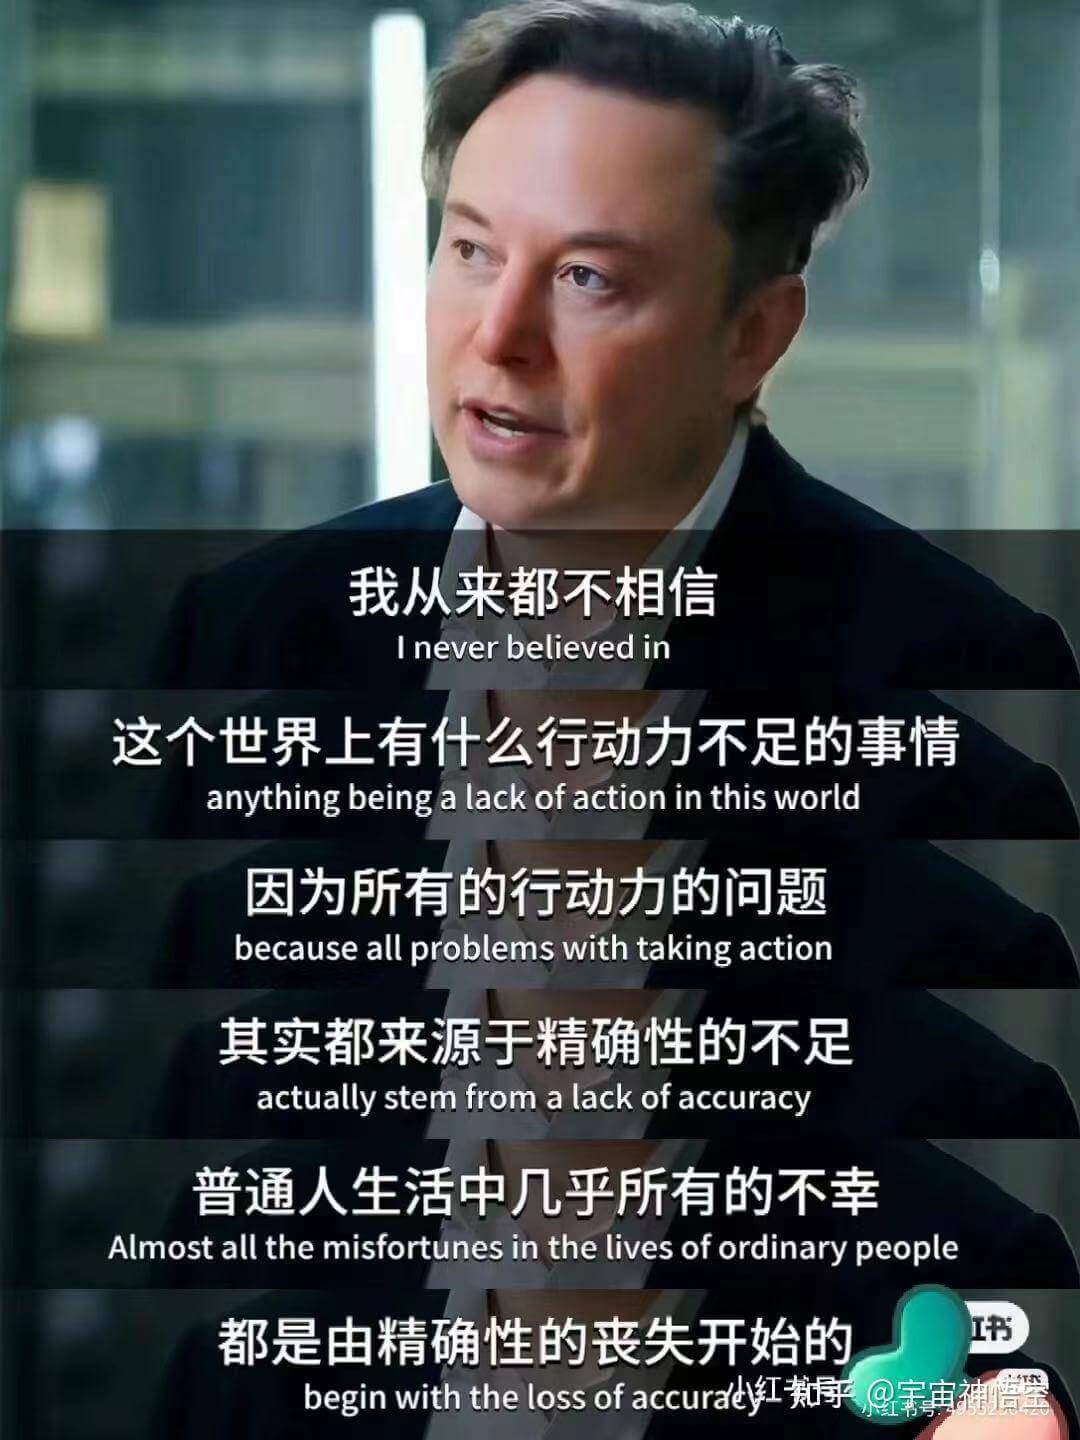 我从来都不相信
I never believed in
这个世界上有什么行动力不足的事情
anything being a lack of action in this world
因为所有的行动力的问题
because all problems with taking action
其实都来源于精确性的不足
actually stem from a lack of accuracy
普通人生活中几乎所有的不幸
Almost all the misfortunes in the lives of ordinary people
都是由精确性的丧失开始的
begin with the loss of accuracy
知乎 @宇宙神悟空
小红书号: